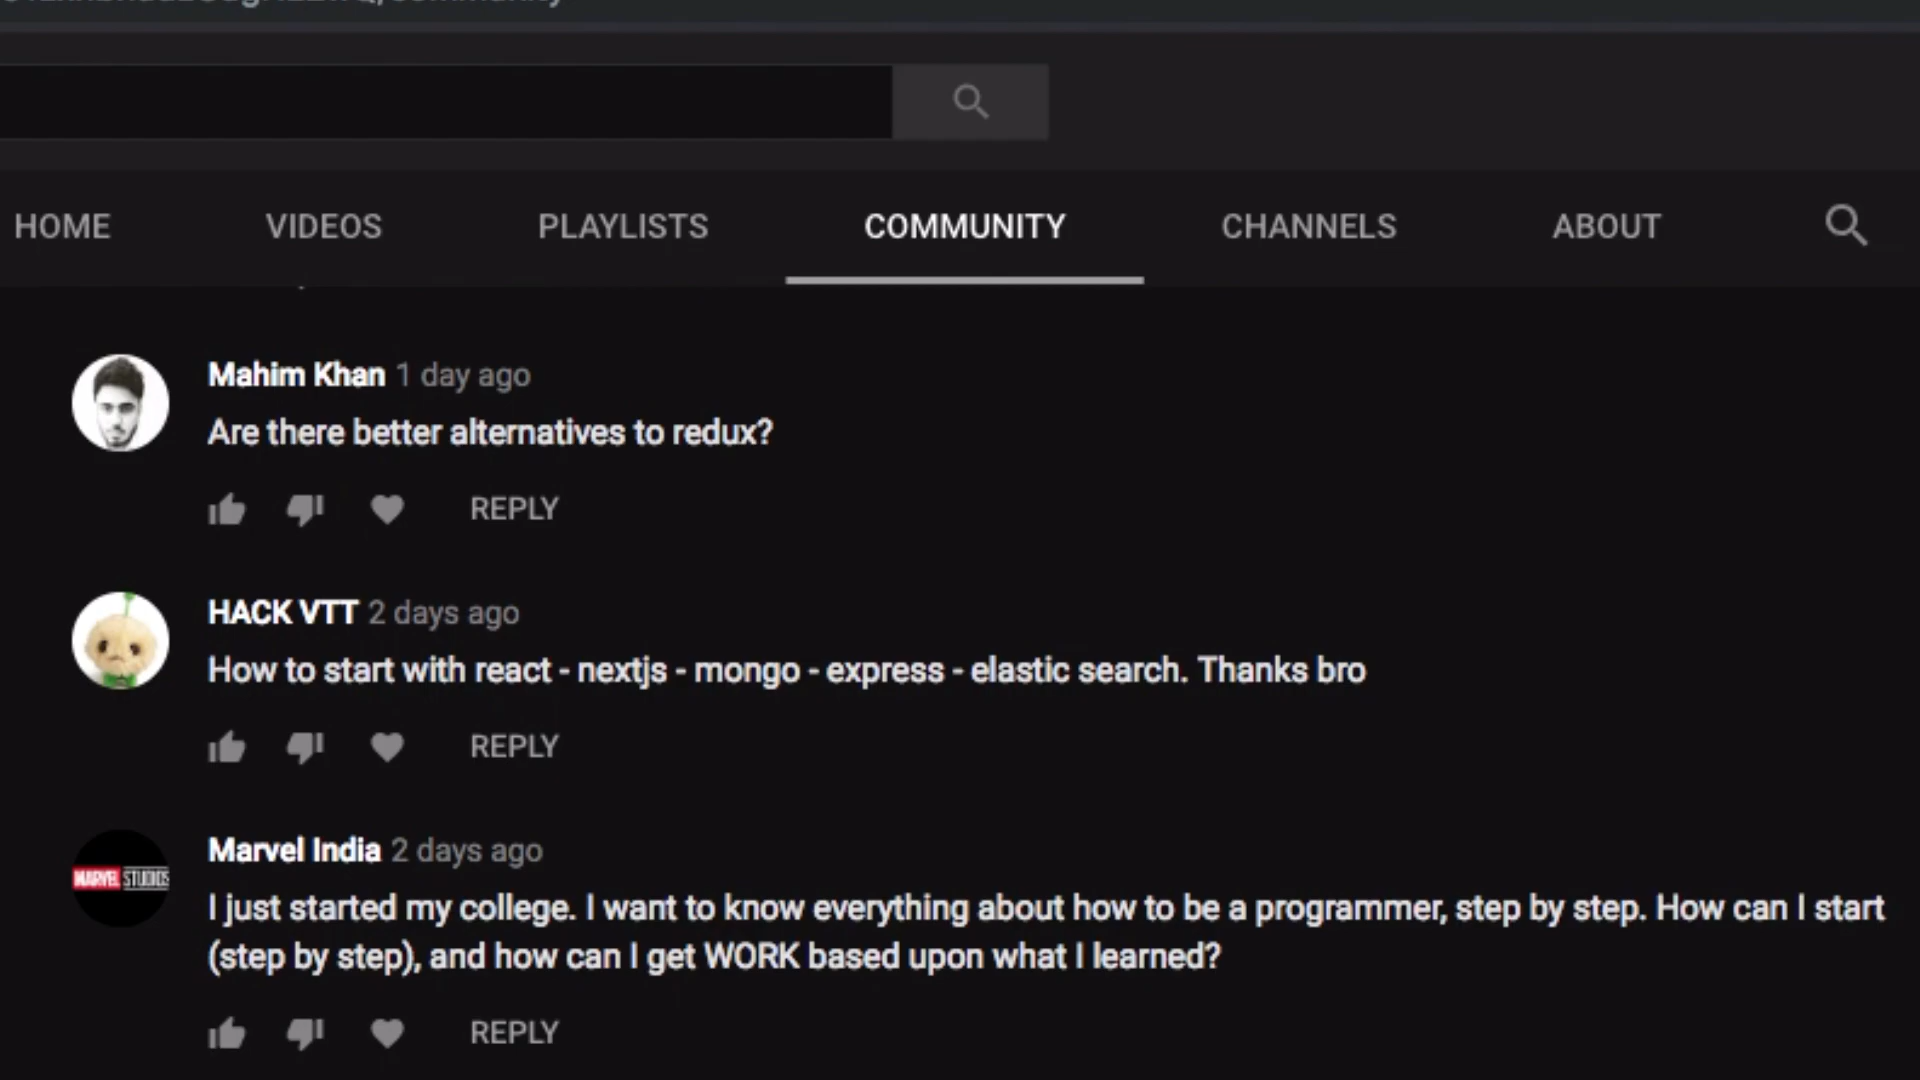 HOME VIDEOS PLAYLISTS COMMUNITY CHANNELS ABOUT
Mahim Khan 1 day ago
Are there better alternatives to redux?
REPLY
HACK VTT 2 days ago
How to start with react - nextjs - mongo - express - elastic search. Thanks bro
REPLY
MARVEL STUDIOS
Marvel India 2 days ago
I just started my college. I want to know everything about how to be a programmer, step by step. How can I start
(step by step), and how can I get WORK based upon what I learned?
REPLY